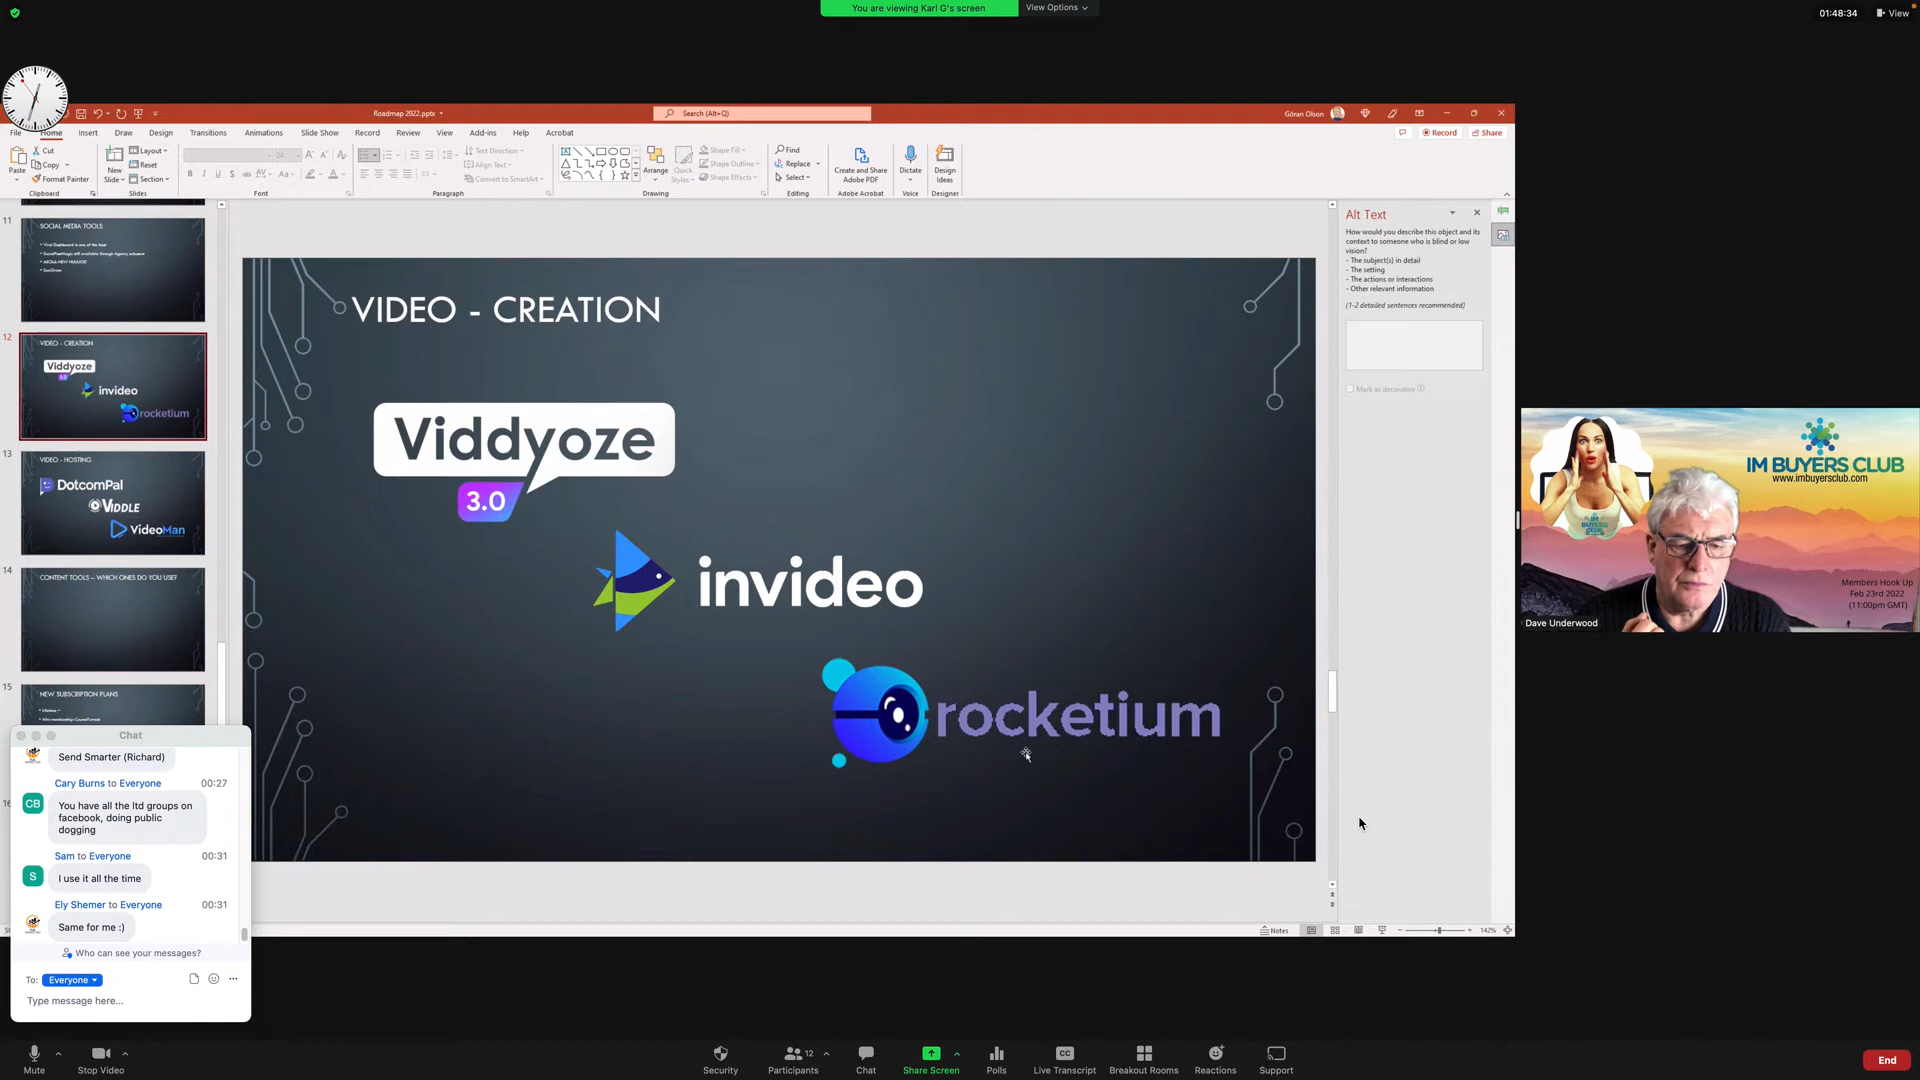 You are viewing Karl G's screen
View Options
01:48:34
View
Roadmap 2022.pptx
Search (Alt+Q)
Göran Olson
File
Home
Insert
Draw
Design
Transitions
Animations
Slide Show
Record
Review
View
Add-ins
Help
Acrobat
Record
Share
Paste
Cut
Copy
Format Painter
Clipboard
New
Slide
Layout
Reset
Section
Slides
24
Font
Text Direction
Align Text
Convert to SmartArt
Paragraph
Arrange
Quick
Styles
Shape Fill
Shape Outline
Shape Effects
Drawing
Find
Replace
Select
Editing
Create and Share
Adobe PDF
Adobe Acrobat
Dictate
Voice
Design
Ideas
Designer
11
SOCIAL MEDIA TOOLS
12
VIDEO - CREATION
Viddyoze
3.0
invideo
rocketium
13
VIDEO - HOSTING
DotcomPal
VIDDLE
VideoMan
14
CONTENT TOOLS – WHICH ONES DO YOU USE?
15
NEW SUBSCRIPTION PLANS
VIDEO - CREATION
Viddyoze
3.0
invideo
rocketium
Alt Text
How would you describe this object and its
context to someone who is blind or low
vision?
- The subject(s) in detail
- The setting
- The actions or interactions
- Other relevant information
(1-2 detailed sentences recommended)
Mark as decorative
Notes
142%
IM BUYERS CLUB
www.imbuyersclub.com
Members Hook Up
Feb 23rd 2022
(11:00pm GMT)
Dave Underwood
Chat
Send Smarter (Richard)
Cary Burns to Everyone 00:27
CB
You have all the ltd groups on
facebook, doing public
dogging
Sam to Everyone 00:31
S
I use it all the time
Ely Shemer to Everyone 00:31
Same for me :)
Who can see your messages?
To: Everyone
Type message here...
Mute
Stop Video
Security
Participants
12
Chat
Share Screen
Polls
CC
Live Transcript
Breakout Rooms
Reactions
Support
End